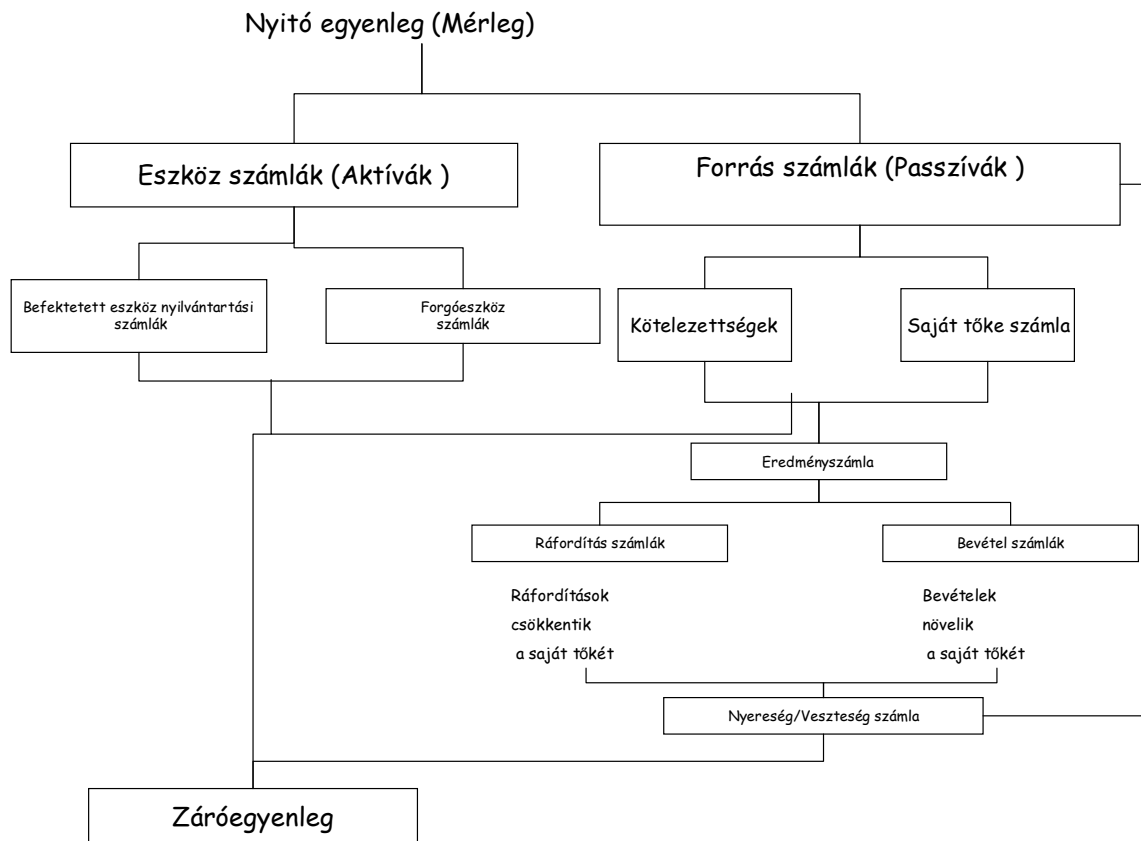 Nyitó egyenleg (Mérleg)
Eszköz számlák (Aktívák )
Forrás számlák (Passzívák )
Befektetett eszköz nyilvántartási
számlák
Forgóeszköz
számlák
Kötelezettségek
Saját tőke számla
Eredményszámla
Ráfordítás számlák
Bevétel számlák
Ráfordítások
csökkentik
a saját tőkét
Bevételek
növelik
a saját tőkét
Nyereség/Veszteség számla
Záróegyenleg